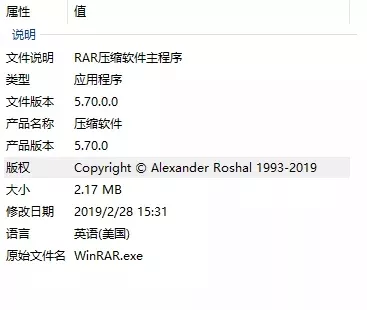 属性 值
说明
文件说明 RAR压缩软件主程序
类型 应用程序
文件版本 5.70.0.0
产品名称 压缩软件
产品版本 5.70.0
版权 Copyright © Alexander Roshal 1993-2019
大小 2.17 MB
修改日期 2019/2/28 15:31
语言 英语(美国)
原始文件名 WinRAR.exe